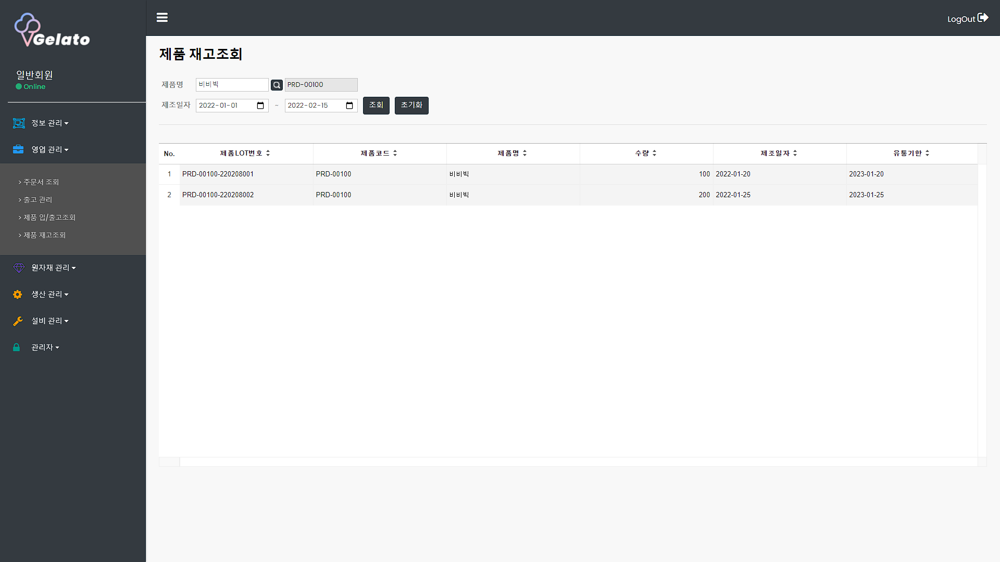 Gelato
일반회원
Online
정보 관리
영업 관리
> 주문서 조회
> 출고 관리
> 제품 입/출고조회
> 제품 재고조회
원자재 관리
생산 관리
설비 관리
관리자
LogOut
제품 재고조회
제품명 비비빅 PRD-00100
제조일자 2022-01-01 ~ 2022-02-15 조회 초기화
No. 제품LOT번호 제품코드 제품명 수량 제조일자 유통기한
1 PRD-00100-220208001 PRD-00100 비비빅 100 2022-01-20 2023-01-20
2 PRD-00100-220208002 PRD-00100 비비빅 200 2022-01-25 2023-01-25